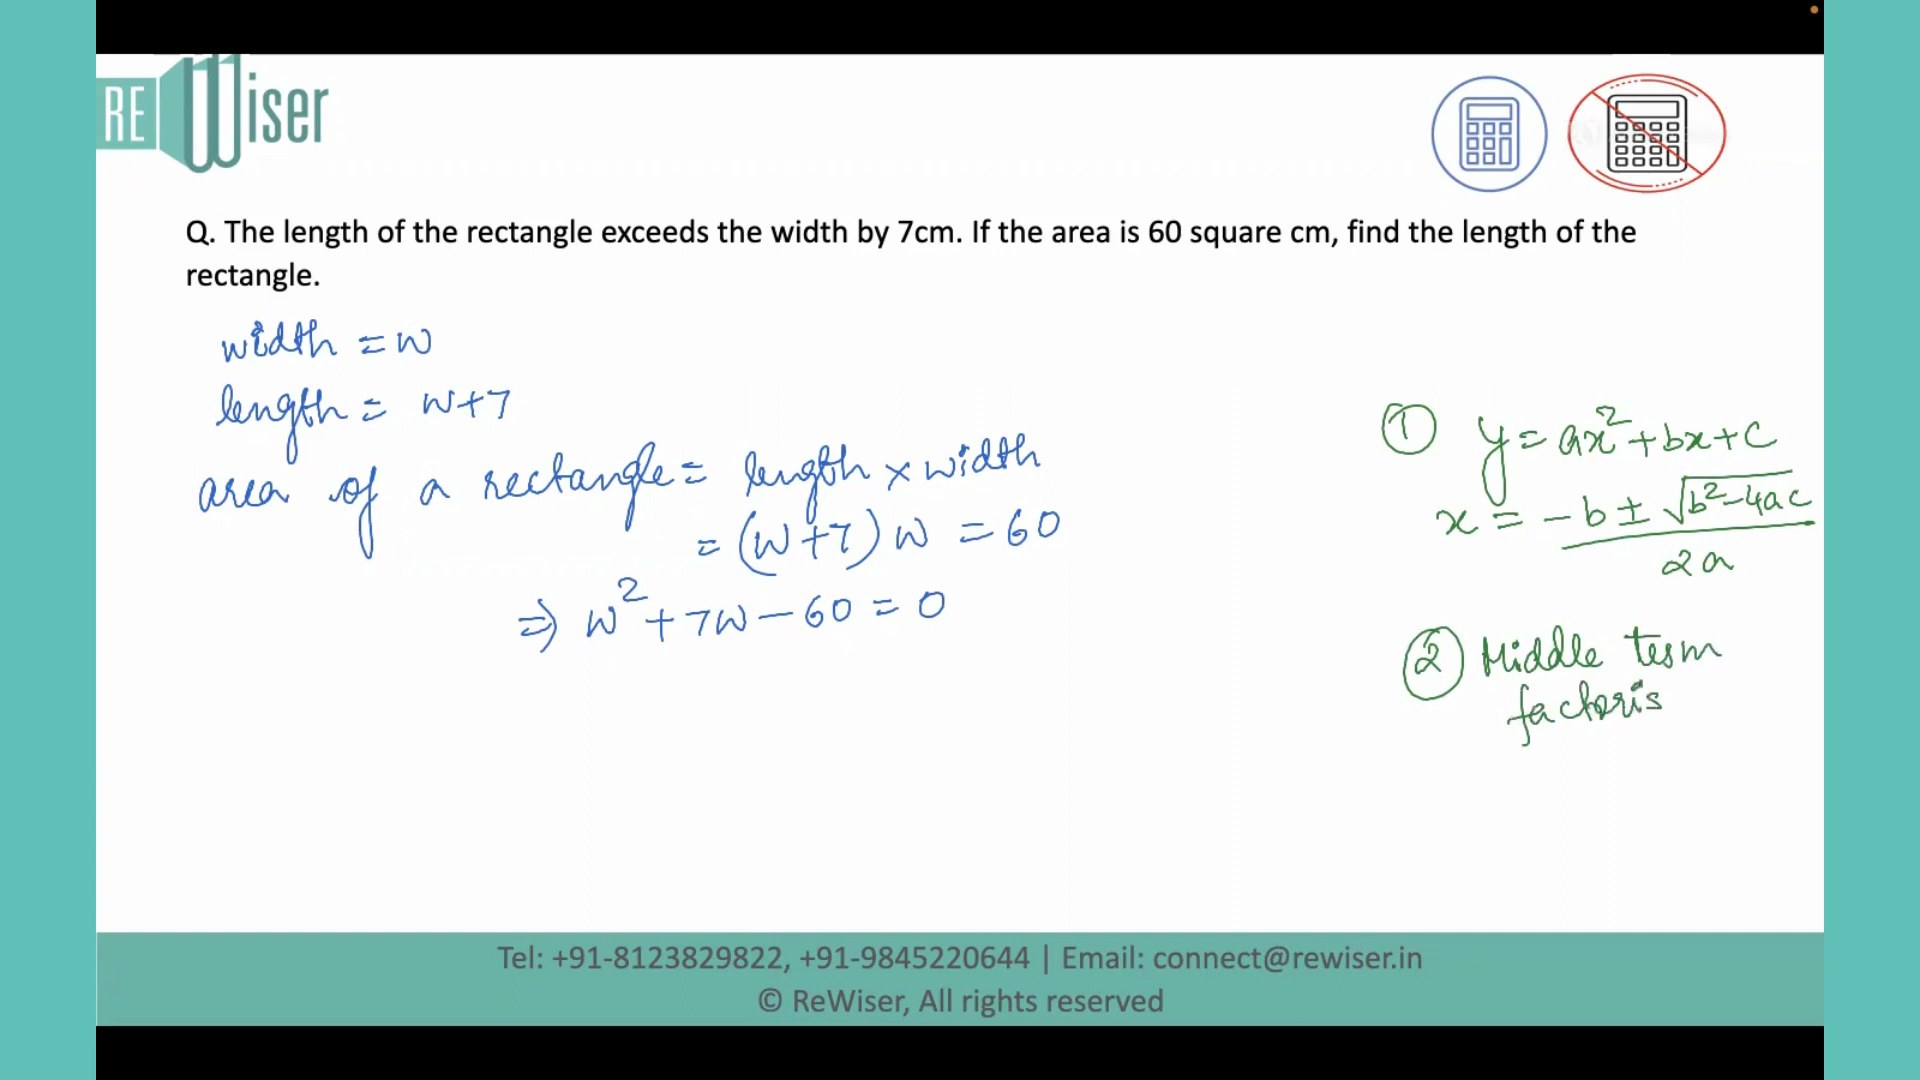 RE Wiser
Q. The length of the rectangle exceeds the width by 7cm. If the area is 60 square cm, find the length of the
rectangle.
width = w
length = w+7
area of a rectangle = length × width
= (w+7) w = 60
⇒ w² + 7w − 60 = 0
① y = ax² + bx + c
x = −b ± √b²−4ac
2a
② Middle term
factoris
Tel: +91-8123829822, +91-9845220644 | Email: connect@rewiser.in
© ReWiser, All rights reserved